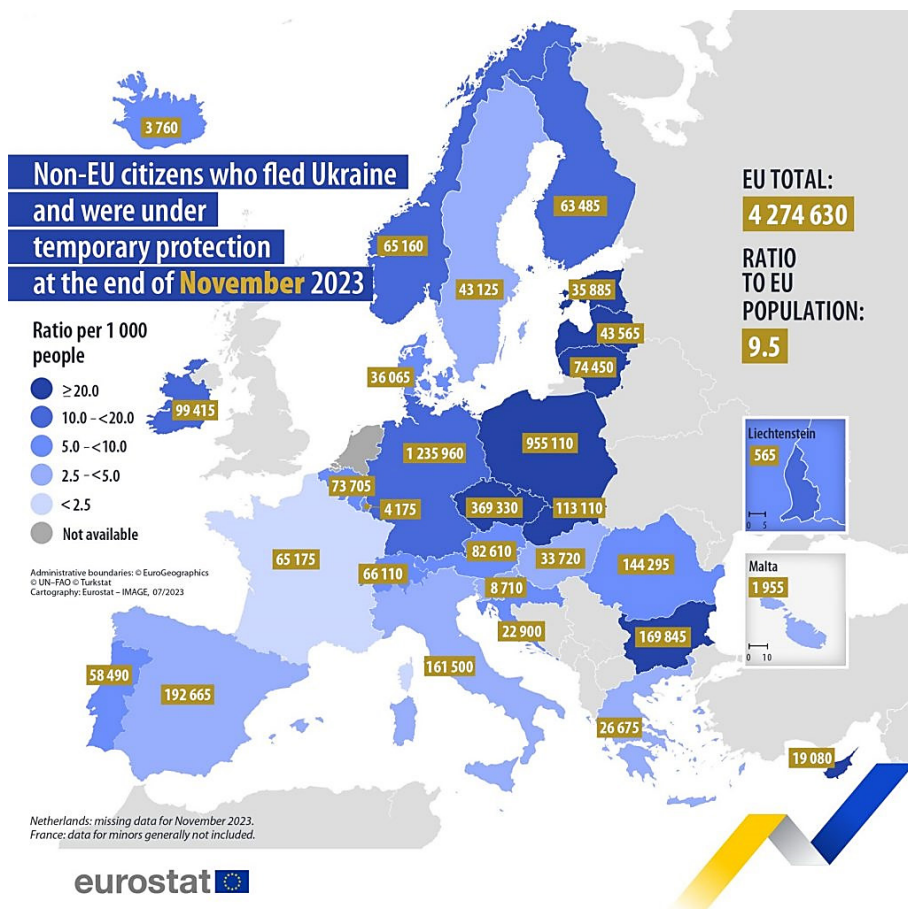 3 760
Non-EU citizens who fled Ukraine
and were under
temporary protection
at the end of November 2023
Ratio per 1 000
people
≥20.0
10.0 –<20.0
5.0 –<10.0
2.5 –<5.0
< 2.5
Not available
Administrative boundaries: © EuroGeographics
© UN–FAO © Turkstat
Cartography: Eurostat – IMAGE, 07/2023
EU TOTAL:
4 274 630
RATIO
TO EU
POPULATION:
9.5
63 485
65 160
43 125
35 885
43 565
74 450
36 065
99 415
955 110
1 235 960
73 705
4 175
369 330
113 110
82 610
33 720
65 175
66 110
8 710
144 295
22 900
169 845
161 500
58 490
192 665
26 675
19 080
Liechtenstein
565
0 5
Malta
1 955
0 10
Netherlands: missing data for November 2023.
France: data for minors generally not included.
eurostat